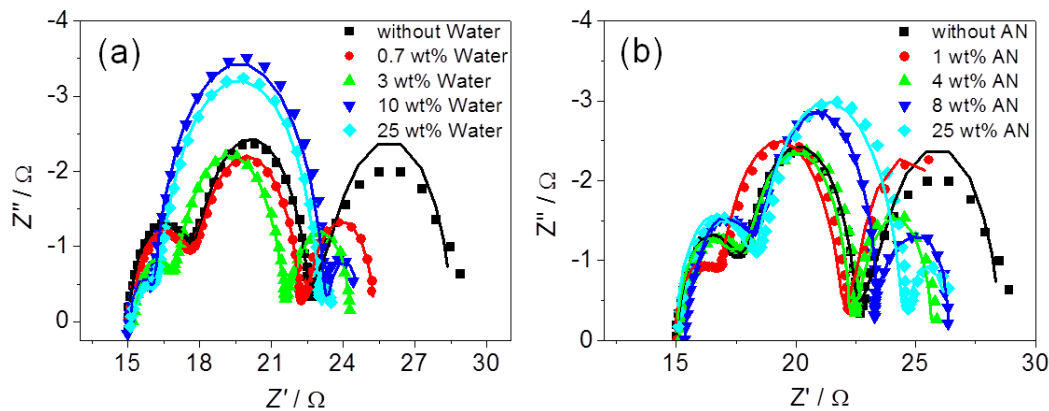 (a)
without Water
0.7 wt% Water
3 wt% Water
10 wt% Water
25 wt% Water
-4
-3
-2
-1
0
Z'' / Ω
15 18 21 24 27 30
Z' / Ω
(b)
without AN
1 wt% AN
4 wt% AN
8 wt% AN
25 wt% AN
-4
-3
-2
-1
0
Z'' / Ω
15 20 25 30
Z' / Ω